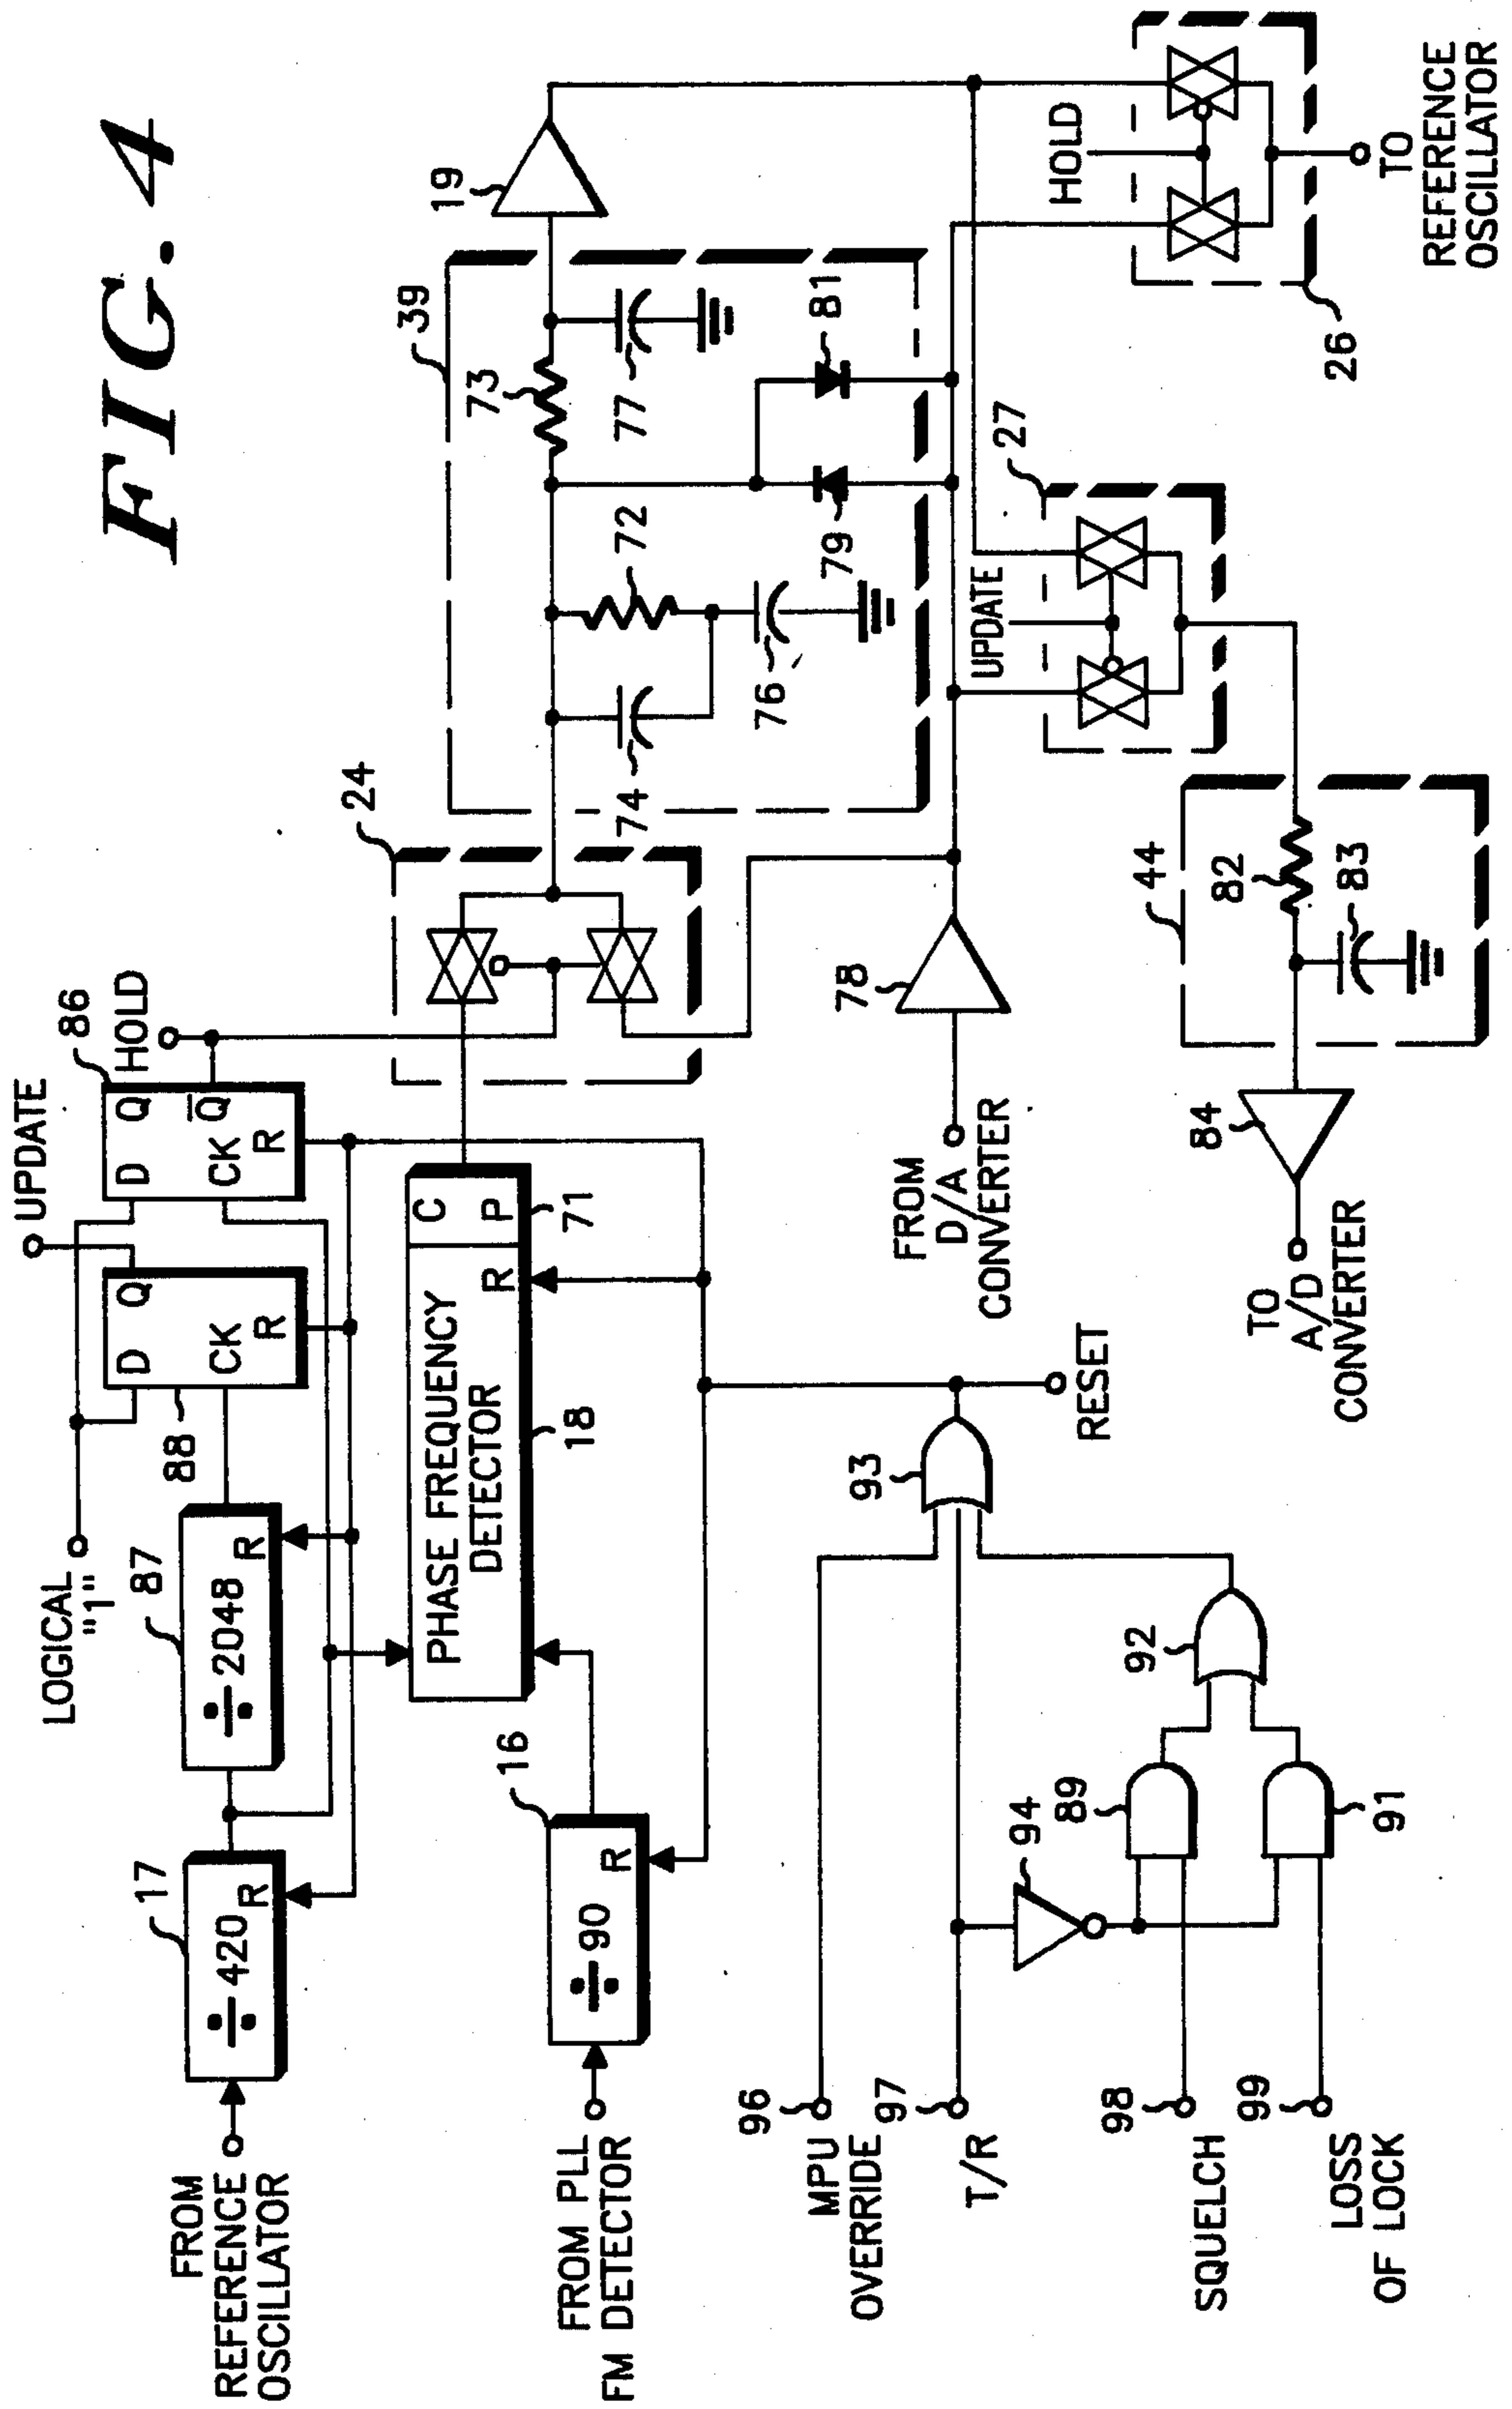 FIG. 4
UPDATE
86
HOLD
D Q
Q
CK
R
LOGICAL
"1"
D Q
CK
R
88
87
÷2048
R
17
÷420
R
FROM
REFERENCE
OSCILLATOR
24
39
19
73
77
72
74
76
79
81
PHASE FREQUENCY
DETECTOR
R
C
P
71
18
16
÷90
R
FROM PLL
FM DETECTOR
78
FROM
D/A
CONVERTER
UPDATE
27
HOLD
26
TO
REFERENCE
OSCILLATOR
44
82
83
84
TO
A/D
CONVERTER
RESET
93
92
94
89
91
96
MPU
OVERRIDE
97
T/R
98
SQUELCH
99
LOSS
OF LOCK